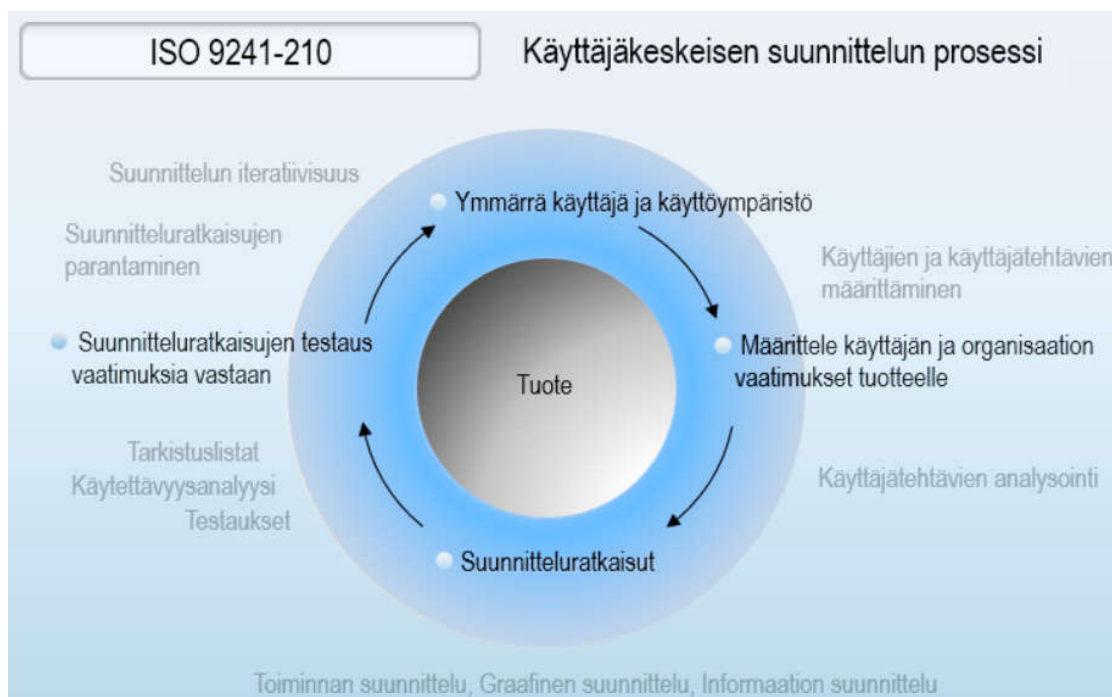 ISO 9241-210
Käyttäjäkeskeisen suunnittelun prosessi
Suunnittelun iteratiivisuus
Ymmärrä käyttäjä ja käyttöympäristö
Suunnitteluratkaisujen
parantaminen
Käyttäjien ja käyttäjätehtävien
määrittäminen
Suunnitteluratkaisujen testaus
vaatimuksia vastaan
Tuote
Määrittele käyttäjän ja organisaation
vaatimukset tuotteelle
Tarkistuslistat
Käytettävyysanalyysi
Testaukset
Käyttäjätehtävien analysointi
Suunnitteluratkaisut
Toiminnan suunnittelu, Graafinen suunnittelu, Informaation suunnittelu